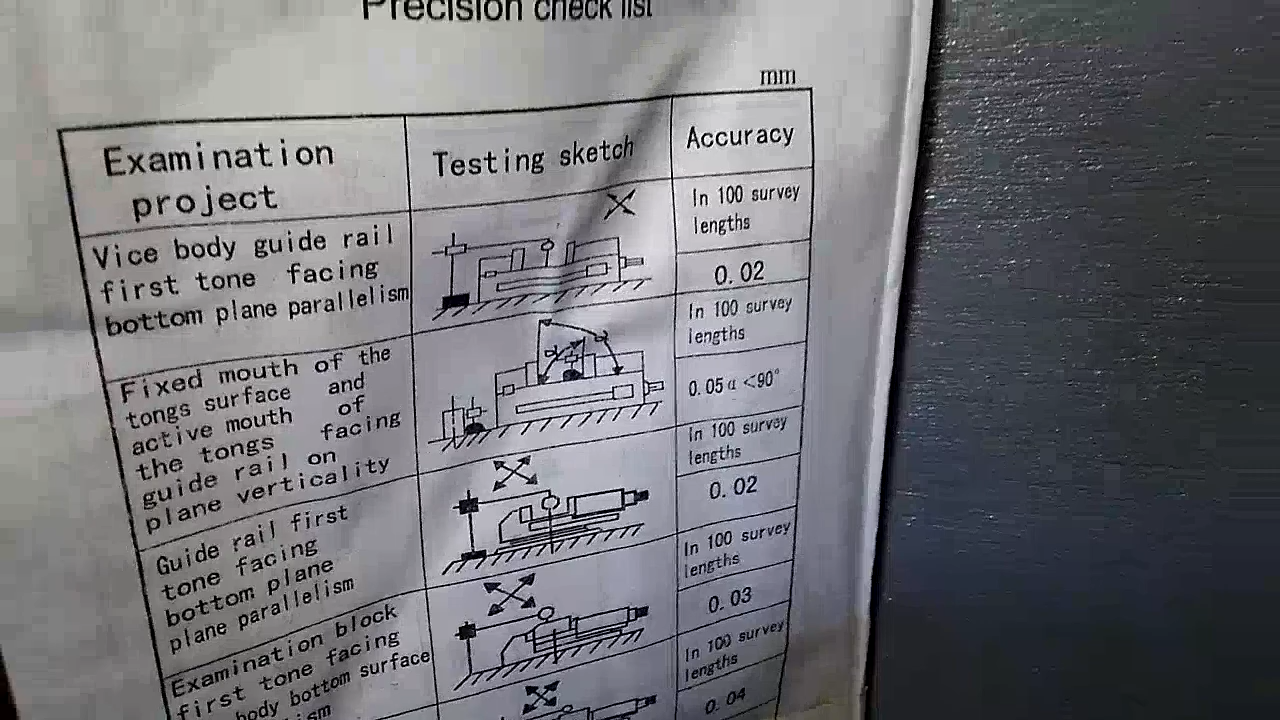 Precision check list
mm
Examination project
Testing sketch
Accuracy
Vice body guide rail
first tone facing
bottom plane parallelism
In 100 survey
lengths
0.02
Fixed mouth of the
tongs surface and
active mouth of
the tongs facing
guide rail on
plane verticality
In 100 survey
lengths
0.05 α <90°
Guide rail first
tone facing
bottom plane
plane parallelism
In 100 survey
lengths
0.02
Examination block
first tone facing
body bottom surface
In 100 survey
lengths
0.03
In 100 survey
lengths
0.04